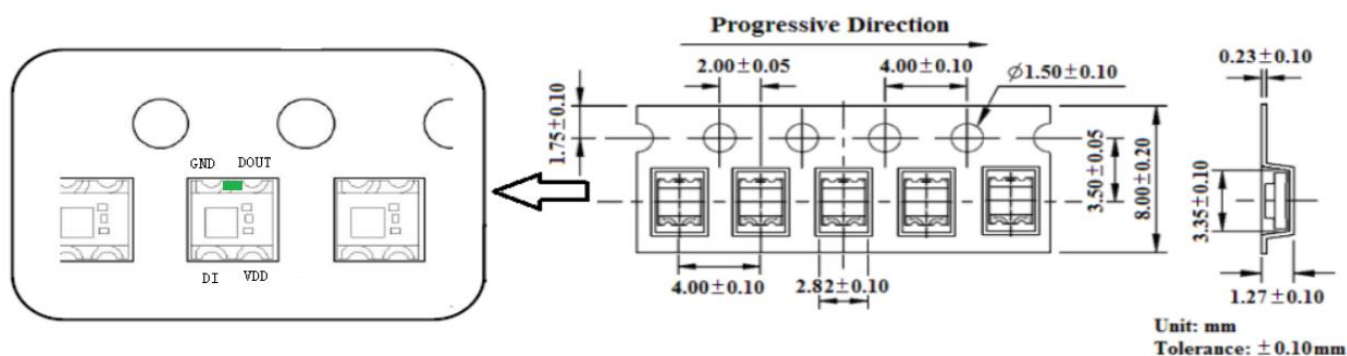 Progressive Direction
0.23±0.10
2.00±0.05
4.00±0.10
Ø1.50±0.10
1.75±0.10
GND DOUT
3.50±0.05
8.00±0.20
3.35±0.10
DI VDD
4.00±0.10
2.82±0.10
1.27±0.10
Unit: mm
Tolerance: ±0.10mm